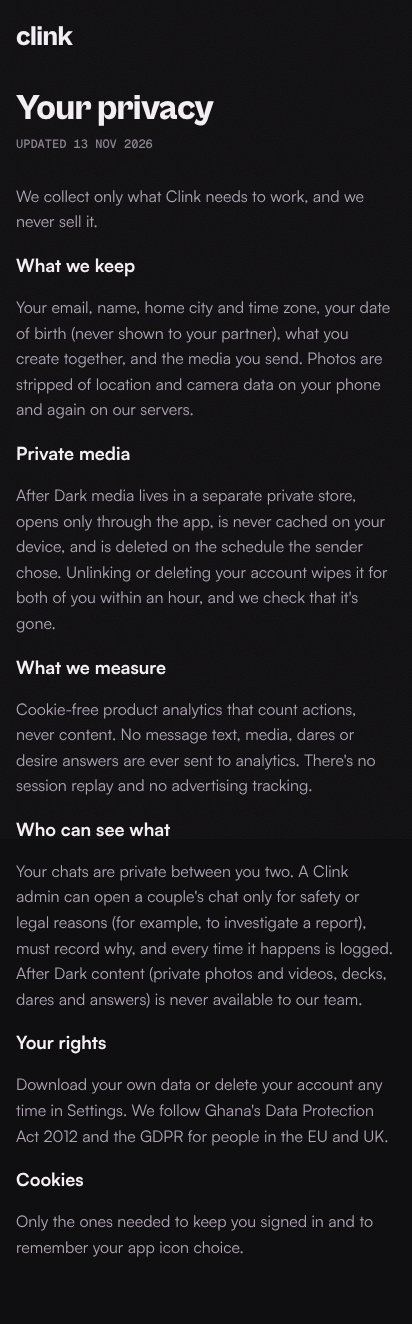 clink
Your privacy
UPDATED 13 NOV 2026
We collect only what Clink needs to work, and we
never sell it.
What we keep
Your email, name, home city and time zone, your date
of birth (never shown to your partner), what you
create together, and the media you send. Photos are
stripped of location and camera data on your phone
and again on our servers.
Private media
After Dark media lives in a separate private store,
opens only through the app, is never cached on your
device, and is deleted on the schedule the sender
chose. Unlinking or deleting your account wipes it for
both of you within an hour, and we check that it's
gone.
What we measure
Cookie-free product analytics that count actions,
never content. No message text, media, dares or
desire answers are ever sent to analytics. There's no
session replay and no advertising tracking.
Who can see what
Your chats are private between you two. A Clink
admin can open a couple's chat only for safety or
legal reasons (for example, to investigate a report),
must record why, and every time it happens is logged.
After Dark content (private photos and videos, decks,
dares and answers) is never available to our team.
Your rights
Download your own data or delete your account any
time in Settings. We follow Ghana's Data Protection
Act 2012 and the GDPR for people in the EU and UK.
Cookies
Only the ones needed to keep you signed in and to
remember your app icon choice.